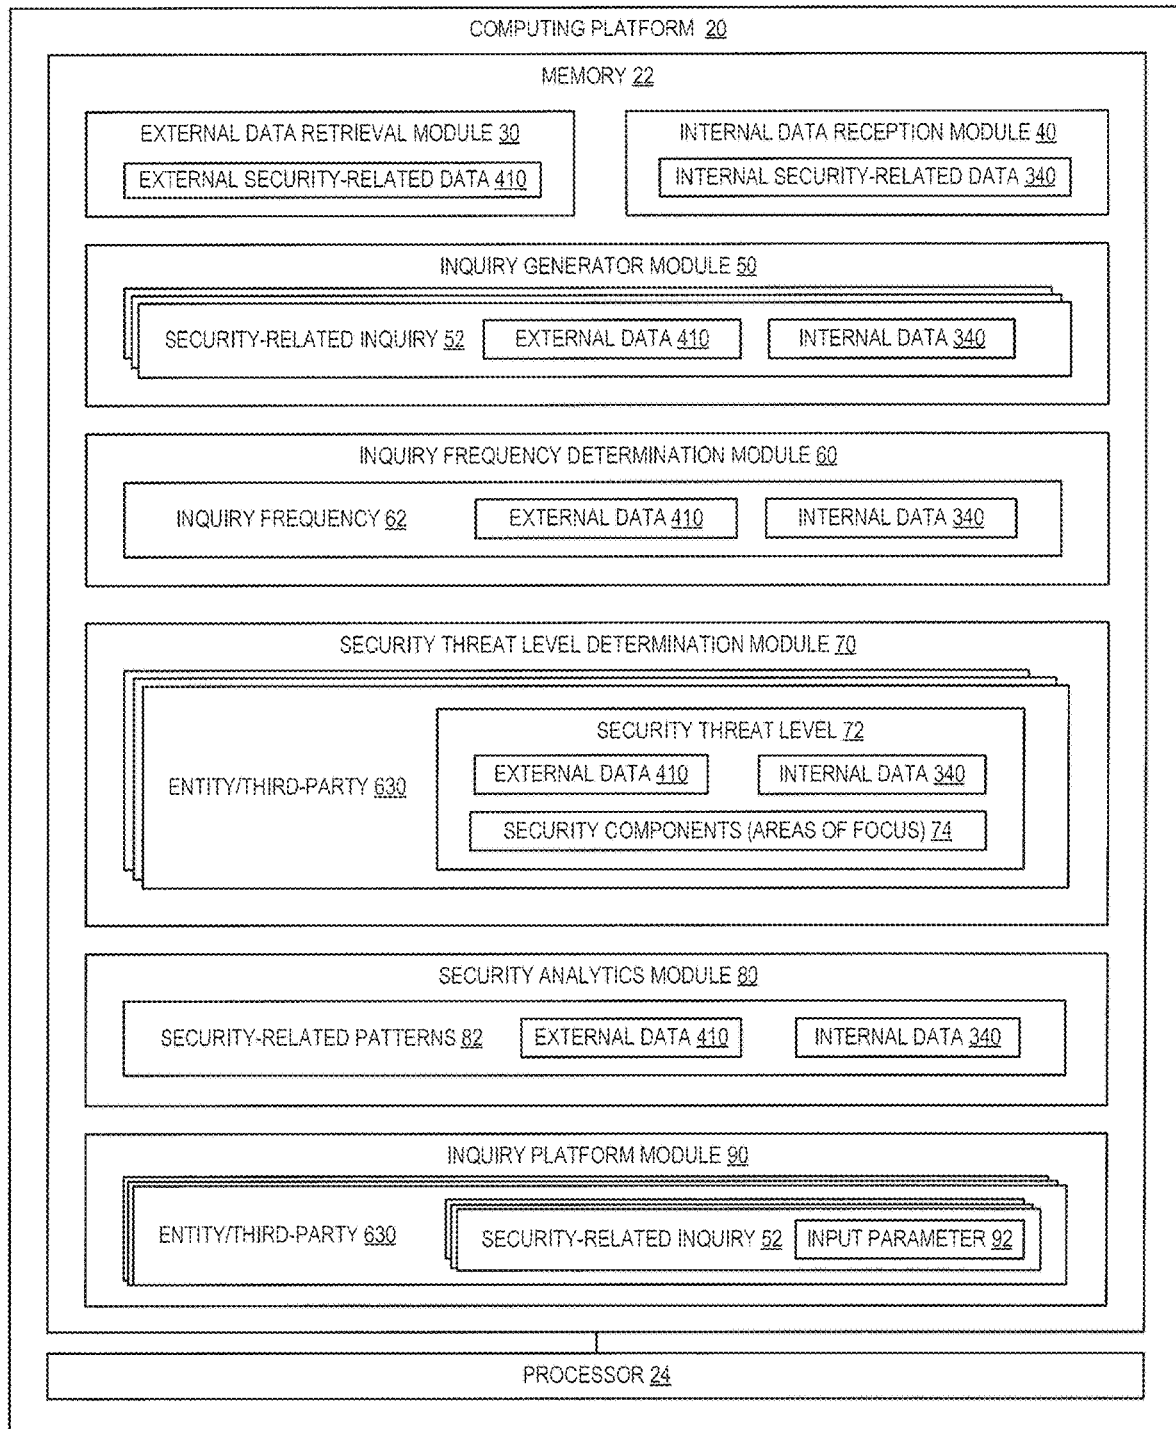 COMPUTING PLATFORM 20
MEMORY 22
EXTERNAL DATA RETRIEVAL MODULE 30
EXTERNAL SECURITY-RELATED DATA 410
INTERNAL DATA RECEPTION MODULE 40
INTERNAL SECURITY-RELATED DATA 340
INQUIRY GENERATOR MODULE 50
SECURITY-RELATED INQUIRY 52
EXTERNAL DATA 410
INTERNAL DATA 340
INQUIRY FREQUENCY DETERMINATION MODULE 60
INQUIRY FREQUENCY 62
EXTERNAL DATA 410
INTERNAL DATA 340
SECURITY THREAT LEVEL DETERMINATION MODULE 70
ENTITY/THIRD-PARTY 630
SECURITY THREAT LEVEL 72
EXTERNAL DATA 410
INTERNAL DATA 340
SECURITY COMPONENTS (AREAS OF FOCUS) 74
SECURITY ANALYTICS MODULE 80
SECURITY-RELATED PATTERNS 82
EXTERNAL DATA 410
INTERNAL DATA 340
INQUIRY PLATFORM MODULE 90
ENTITY/THIRD-PARTY 630
SECURITY-RELATED INQUIRY 52
INPUT PARAMETER 92
PROCESSOR 24